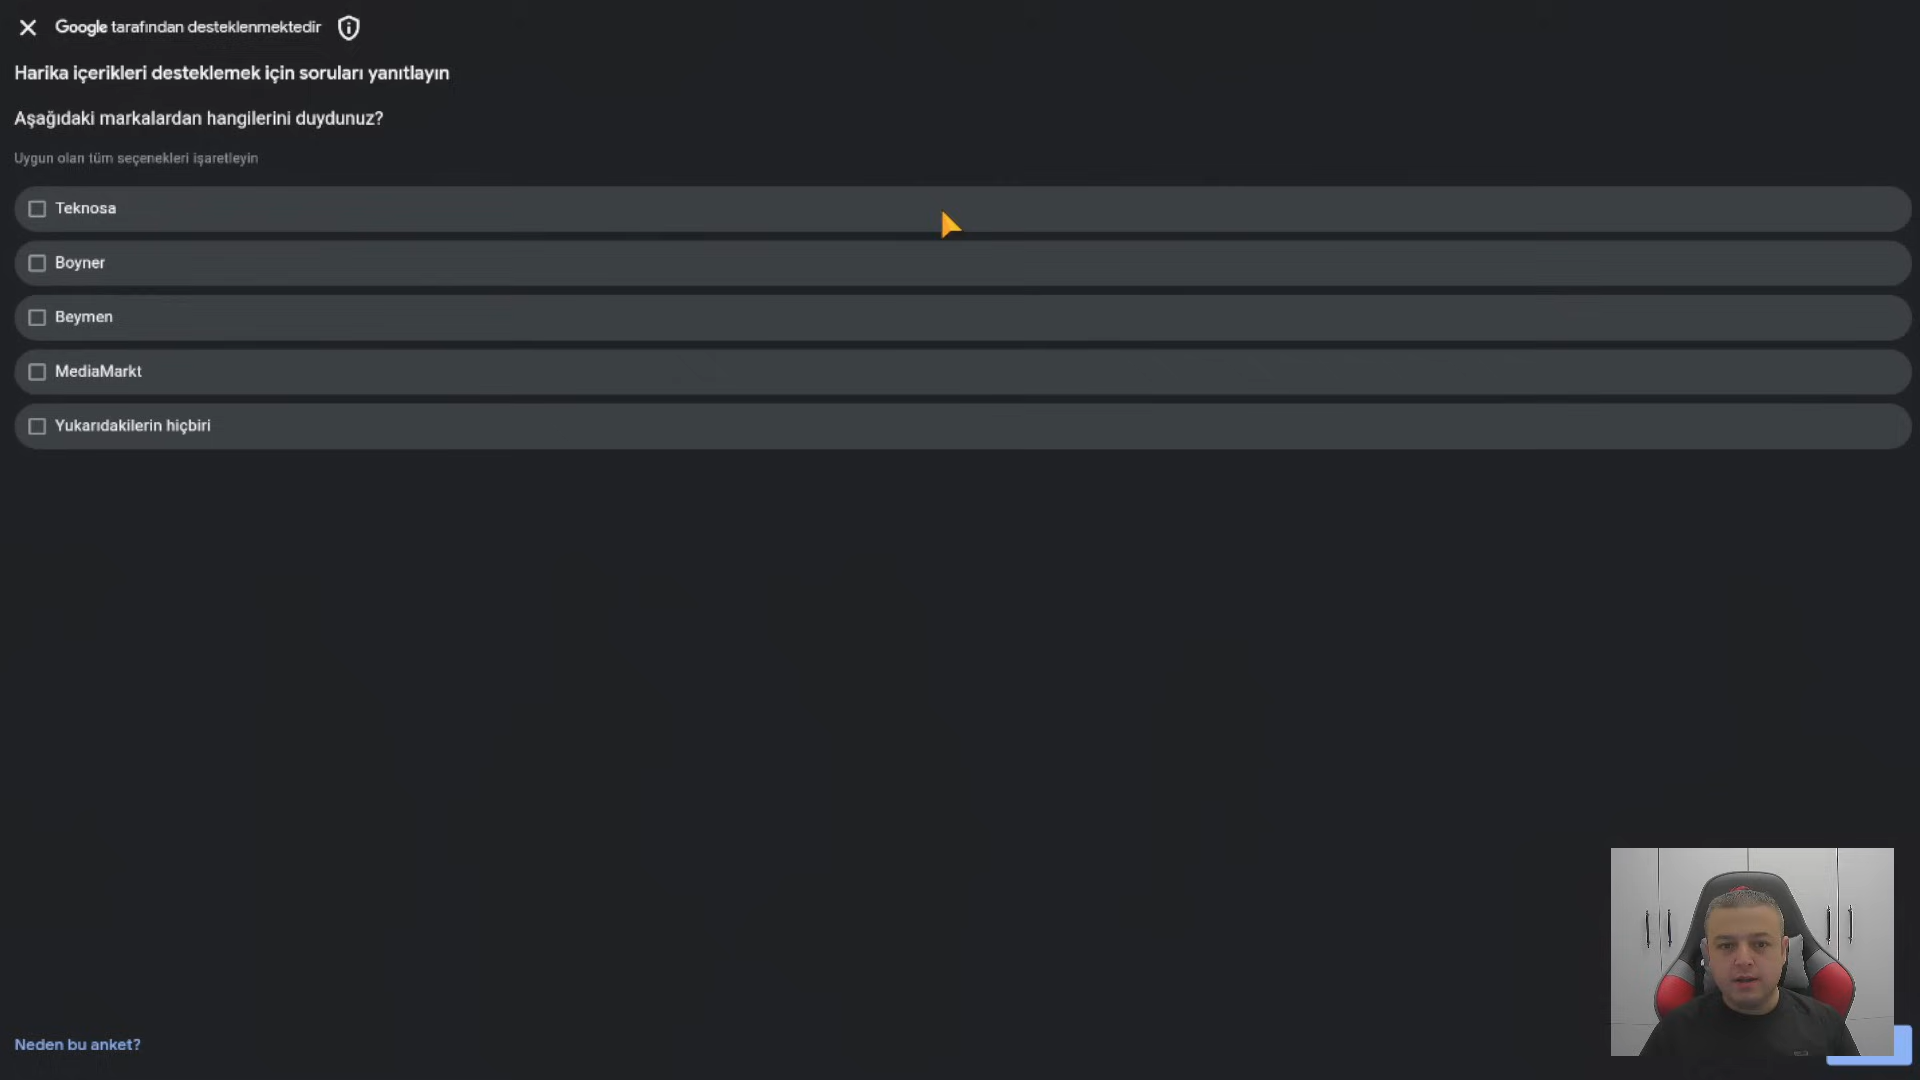 Google tarafından desteklenmektedir
Harika içerikleri desteklemek için soruları yanıtlayın
Aşağıdaki markalardan hangilerini duydunuz?
Uygun olan tüm seçenekleri işaretleyin
Teknosa
Boyner
Beymen
MediaMarkt
Yukarıdakilerin hiçbiri
Neden bu anket?